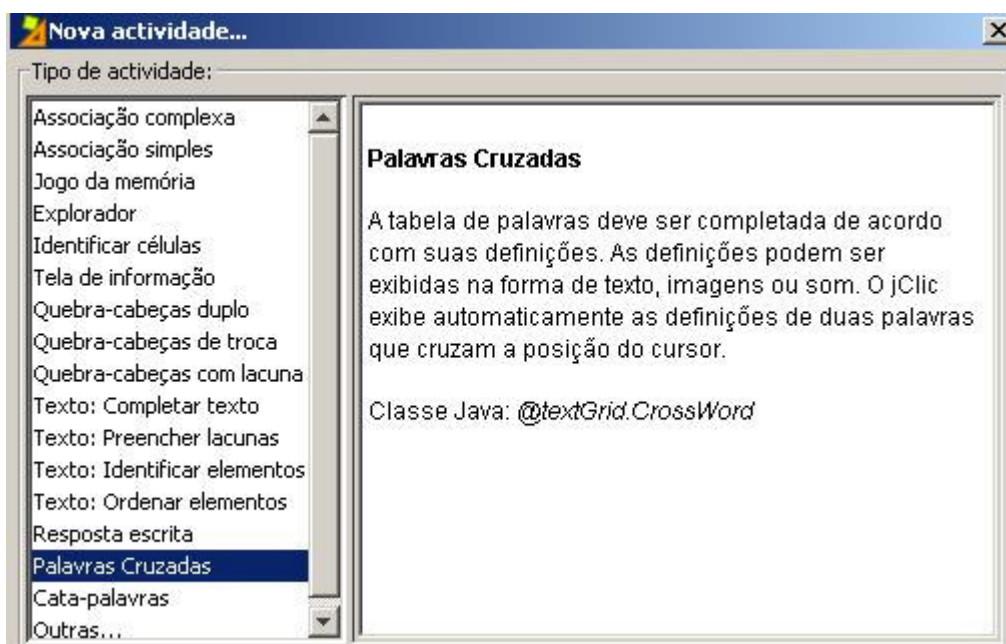 Nova actividade...
Tipo de actividade:
Associação complexa
Associação simples
Jogo da memória
Explorador
Identificar células
Tela de informação
Quebra-cabeças duplo
Quebra-cabeças de troca
Quebra-cabeças com lacuna
Texto: Completar texto
Texto: Preencher lacunas
Texto: Identificar elementos
Texto: Ordenar elementos
Resposta escrita
Palavras Cruzadas
Cata-palavras
Outras...
Palavras Cruzadas
A tabela de palavras deve ser completada de acordo
com suas definições. As definições podem ser
exibidas na forma de texto, imagens ou som. O jClic
exibe automaticamente as definições de duas palavras
que cruzam a posição do cursor.
Classe Java: @textGrid.CrossWord